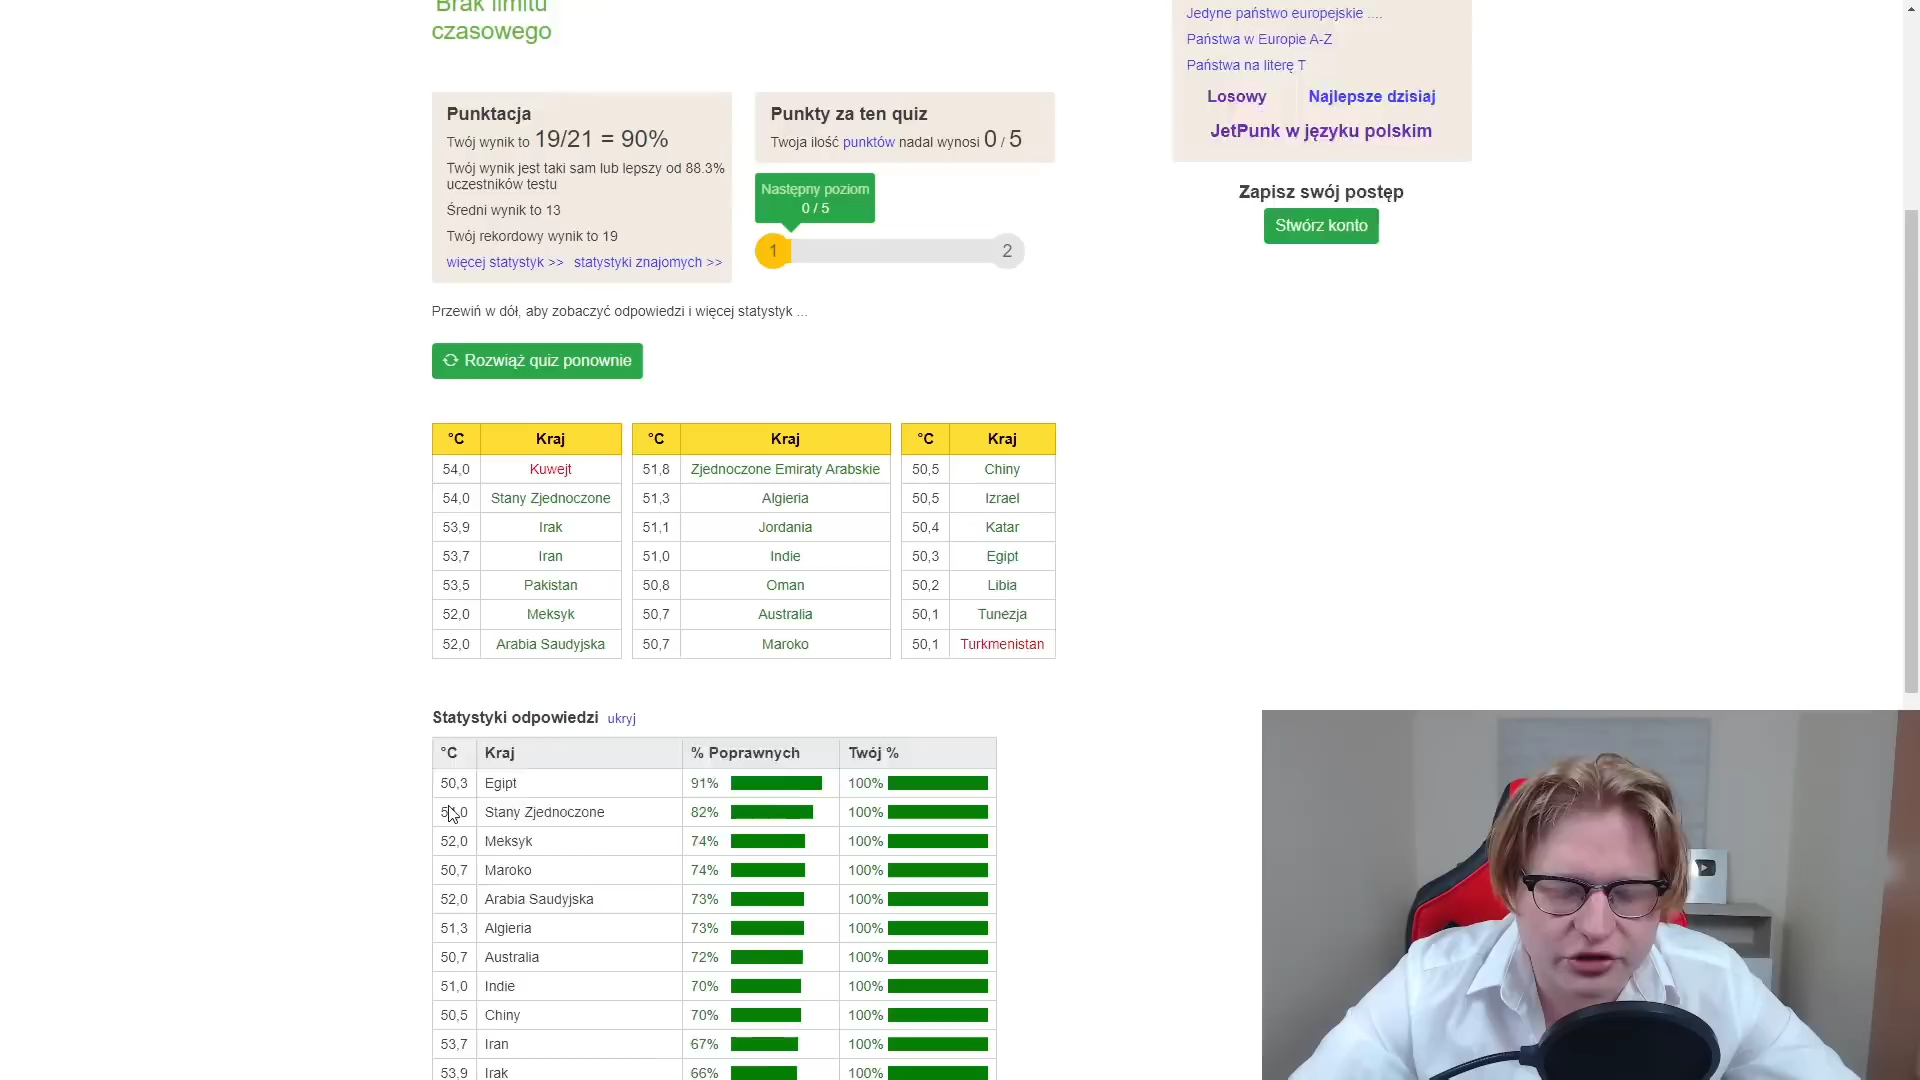 Brak limitu
czasowego
Punktacja
Twój wynik to 19/21 = 90%
Twój wynik jest taki sam lub lepszy od 88.3%
uczestników testu
Średni wynik to 13
Twój rekordowy wynik to 19
więcej statystyk >> statystyki znajomych >>
Punkty za ten quiz
Twoja ilość punktów nadal wynosi 0 / 5
Następny poziom
0 / 5
1 2
Jedyne państwo europejskie ....
Państwa w Europie A-Z
Państwa na literę T
Losowy Najlepsze dzisiaj
JetPunk w języku polskim
Zapisz swój postęp
Stwórz konto
Przewiń w dół, aby zobaczyć odpowiedzi i więcej statystyk ...
Rozwiąż quiz ponownie
°C Kraj
54,0 Kuwejt
54,0 Stany Zjednoczone
53,9 Irak
53,7 Iran
53,5 Pakistan
52,0 Meksyk
52,0 Arabia Saudyjska
°C Kraj
51,8 Zjednoczone Emiraty Arabskie
51,3 Algieria
51,1 Jordania
51,0 Indie
50,8 Oman
50,7 Australia
50,7 Maroko
°C Kraj
50,5 Chiny
50,5 Izrael
50,4 Katar
50,3 Egipt
50,2 Libia
50,1 Tunezja
50,1 Turkmenistan
Statystyki odpowiedzi ukryj
°C Kraj % Poprawnych Twój %
50,3 Egipt 91% 100%
Stany Zjednoczone 82% 100%
52,0 Meksyk 74% 100%
50,7 Maroko 74% 100%
52,0 Arabia Saudyjska 73% 100%
51,3 Algieria 73% 100%
50,7 Australia 72% 100%
51,0 Indie 70% 100%
50,5 Chiny 70% 100%
53,7 Iran 67% 100%
53,9 Irak 66% 100%